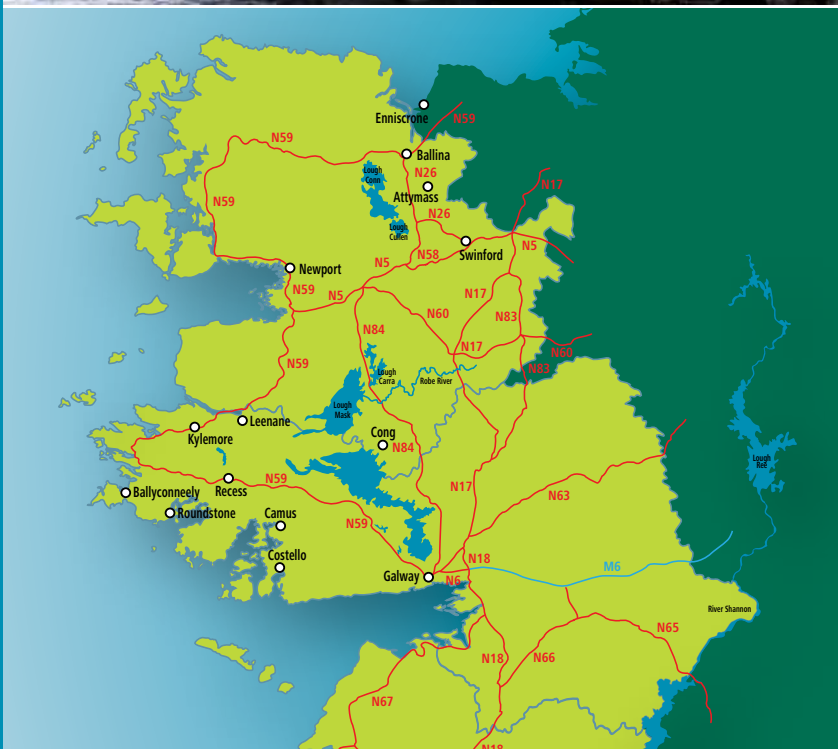 Enniscrone
N59
N59
Ballina
Lough
Conn
N26
Attymass
N17
N59
N26
Lough
Cullen
Swinford
N5
N58
N5
Newport
N59
N5
N17
N60
N83
N84
N17
N60
N59
Lough
Carra
Robe River
N83
Lough
Mask
Leenane
Kylemore
Cong
N84
Lough
Ree
N59
Recess
Ballyconneely
N17
N63
Roundstone
Camus
N59
Costello
N18
M6
Galway
N6
River Shannon
N65
N18
N66
N67
N18